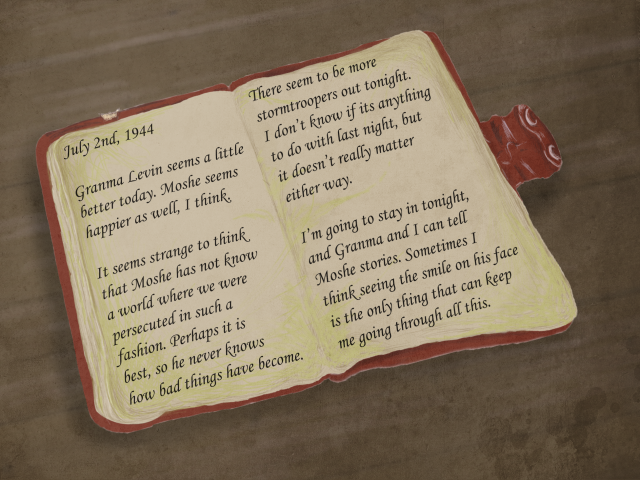 July 2nd, 1944
Granma Levin seems a little
better today. Moshe seems
happier as well, I think.
It seems strange to think
that Moshe has not know
a world where we were
persecuted in such a
fashion. Perhaps it is
best, so he never knows
how bad things have become.
There seem to be more
stormtroopers out tonight.
I don't know if its anything
to do with last night, but
it doesn't really matter
either way.
I'm going to stay in tonight,
and Granma and I can tell
Moshe stories. Sometimes I
think seeing the smile on his face
is the only thing that can keep
me going through all this.